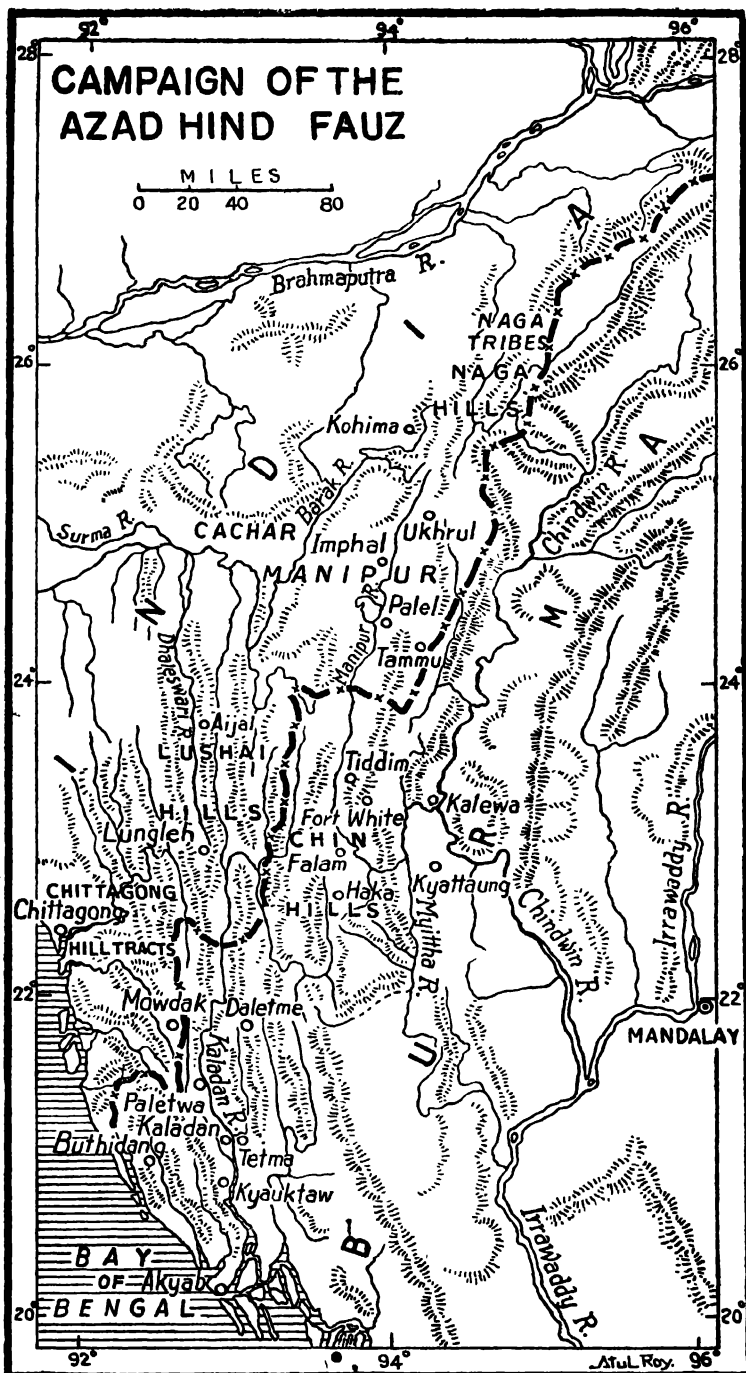 92° 94° 96°
28° 28°
CAMPAIGN OF THE
AZAD HIND FAUZ
MILES
0 20 40 80
Brahmaputra R.
A
I
NAGA
TRIBES
26° 26°
NAGA
HILLS
Kohima
D
Barak R.
Chindwin R.
A
Surma R.
CACHAR
Ukhrul
Imphal
MANIPUR
N
Palel
M
Manipur R.
Tammu
24° 24°
Dhaleswari R.
Aijal
LUSHAI
I
Tiddim
HILLS
Fort White
Kalewa
R
Irrawaddy R.
Lungleh
CHIN
Falam
Kyattaung
CHITTAGONG
Haka
Chittagong
HILLS
HILL TRACTS
Myittha R.
Chindwin R.
22° 22°
Mowdak
Daletme
MANDALAY
Kaladan R.
U
Paletwa
Kaladan
Buthidang
Tetma
Kyauktaw
Irrawaddy R.
B
BAY
OF
BENGAL
Akyab
20° 20°
92° 94° 96°
Atul Roy.